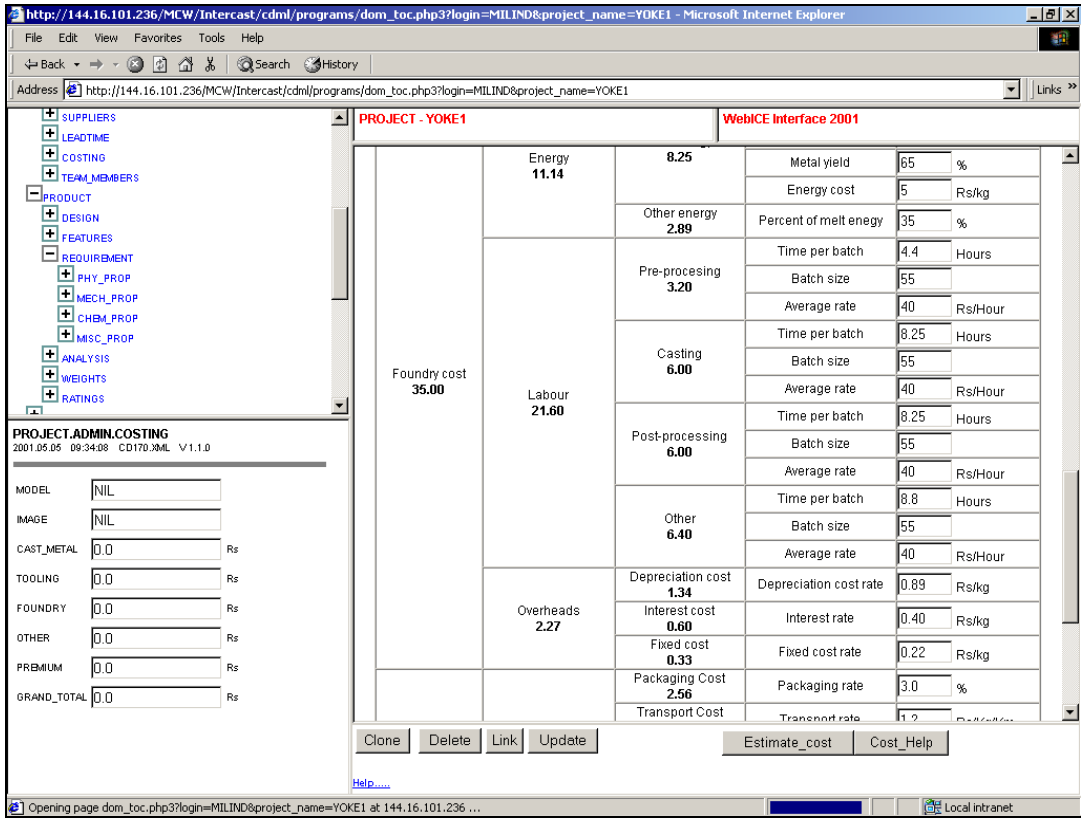 http://144.16.101.236/MCW/Intercast/cdml/programs/dom_toc.php3?login=MILIND&project_name=YOKE1 - Microsoft Internet Explorer
File Edit View Favorites Tools Help
Back Search History
Address http://144.16.101.236/MCW/Intercast/cdml/programs/dom_toc.php3?login=MILIND&project_name=YOKE1 Links »
SUPPLIERS
LEADTIME
COSTING
TEAM_MEMBERS
PRODUCT
DESIGN
FEATURES
REQUIREMENT
PHY_PROP
MECH_PROP
CHEM_PROP
MISC_PROP
ANALYSIS
WEIGHTS
RATINGS
PROJECT.ADMIN.COSTING
2001.05.05 09:34:08 CD170.XML V1.1.0
MODEL NIL
IMAGE NIL
CAST_METAL 0.0 Rs
TOOLING 0.0 Rs
FOUNDRY 0.0 Rs
OTHER 0.0 Rs
PREMIUM 0.0 Rs
GRAND_TOTAL 0.0 Rs
PROJECT - YOKE1 WebICE Interface 2001
Foundry cost
35.00
Energy
11.14
8.25
Metal yield 65 %
Energy cost 5 Rs/kg
Other energy
2.89
Percent of melt enegy 35 %
Labour
21.60
Pre-procesing
3.20
Time per batch 4.4 Hours
Batch size 55
Average rate 40 Rs/Hour
Casting
6.00
Time per batch 8.25 Hours
Batch size 55
Average rate 40 Rs/Hour
Post-processing
6.00
Time per batch 8.25 Hours
Batch size 55
Average rate 40 Rs/Hour
Other
6.40
Time per batch 8.8 Hours
Batch size 55
Average rate 40 Rs/Hour
Overheads
2.27
Depreciation cost
1.34
Depreciation cost rate 0.89 Rs/kg
Interest cost
0.60
Interest rate 0.40 Rs/kg
Fixed cost
0.33
Fixed cost rate 0.22 Rs/kg
Packaging Cost
2.56
Packaging rate 3.0 %
Transport Cost
Transport rate 1.2 Rs/Kg/Km
Clone Delete Link Update Estimate_cost Cost_Help
Help.....
Opening page dom_toc.php3?login=MILIND&project_name=YOKE1 at 144.16.101.236 ... Local intranet